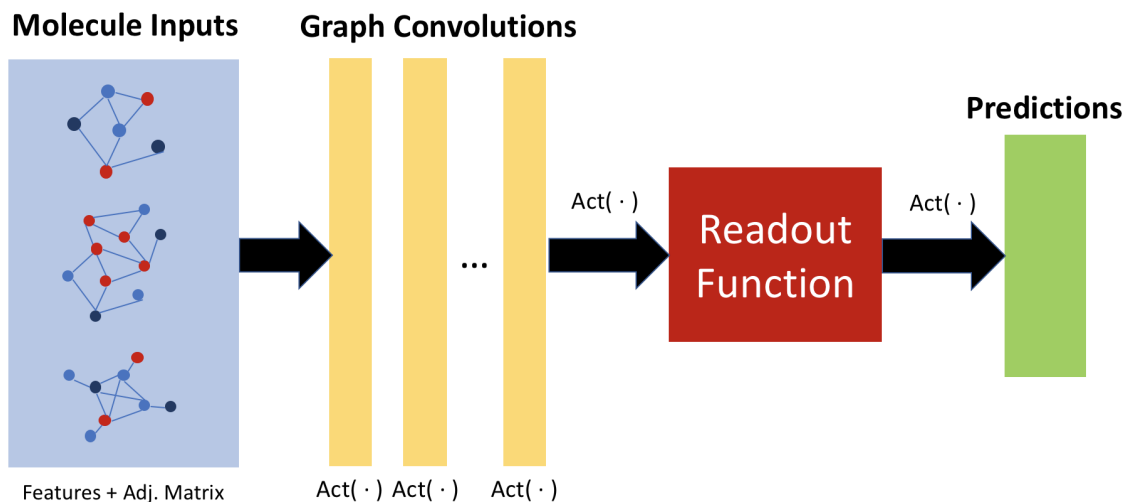 Molecule Inputs
Graph Convolutions
Predictions
Act( · )
Act( · )
Readout
Function
...
Features + Adj. Matrix
Act( · )
Act( · )
Act( · )